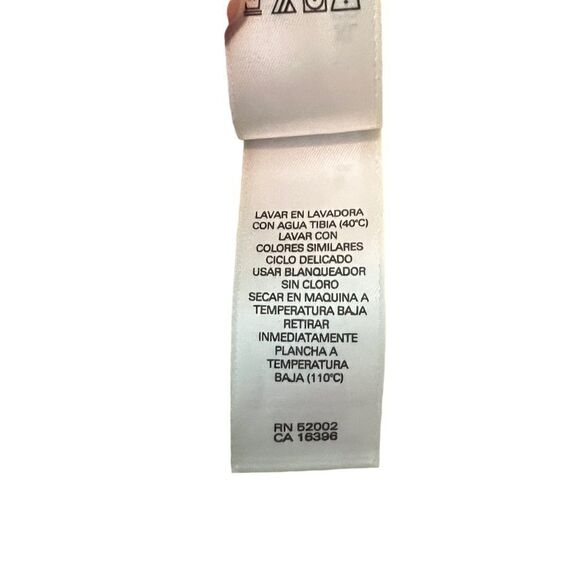 LAVAR EN LAVADORA
CON AGUA TIBIA (40°C)
LAVAR CON
COLORES SIMILARES
CICLO DELICADO
USAR BLANQUEADOR
SIN CLORO
SECAR EN MAQUINA A
TEMPERATURA BAJA
RETIRAR
INMEDIATAMENTE
PLANCHA A
TEMPERATURA
BAJA (110°C)
RN 52002
CA 16396